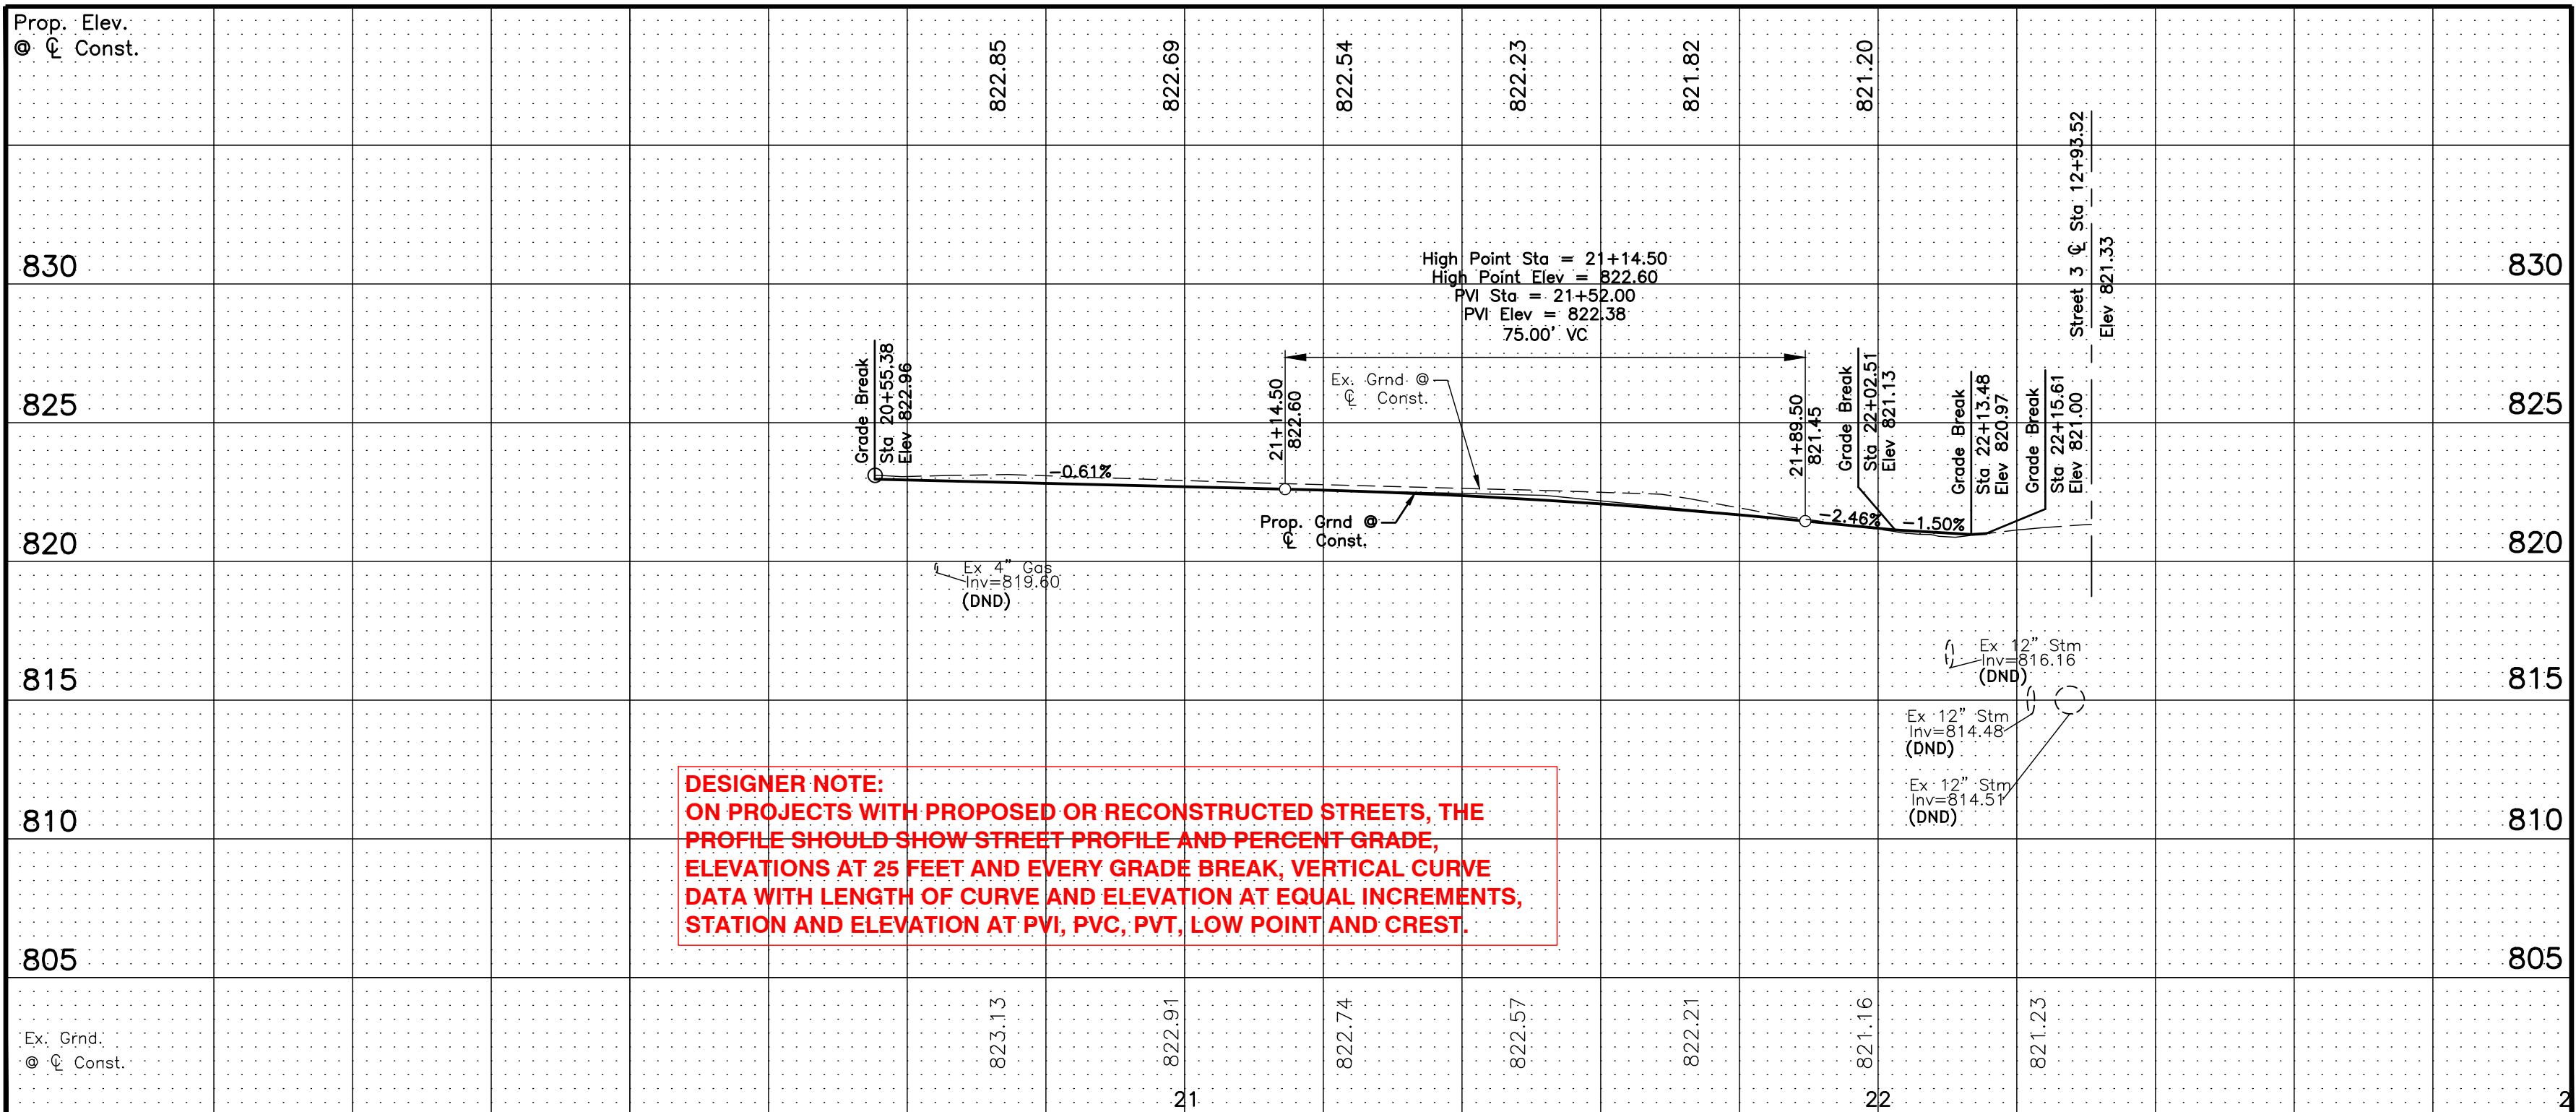 Prop. Elev.
@ ℄ Const.
822.85
822.69
822.54
822.23
821.82
821.20
Street 3 ℄ Sta 12+93.52
Elev 821.33
830
830
High Point Sta = 21+14.50
High Point Elev = 822.60
PVI Sta = 21+52.00
PVI Elev = 822.38
75.00' VC
Grade Break
Sta 20+55.38
Elev 822.96
21+14.50
822.60
Ex. Grnd @
℄ Const.
21+89.50
821.45
Grade Break
Sta 22+02.51
Elev 821.13
Grade Break
Sta 22+13.48
Elev 820.97
Grade Break
Sta 22+15.61
Elev 821.00
825
825
-0.61%
Prop. Grnd @
℄ Const.
-2.46%
-1.50%
820
820
Ex 4" Gas
Inv=819.60
(DND)
Ex 12" Stm
Inv=816.16
(DND)
815
815
Ex 12" Stm
Inv=814.48
(DND)
Ex 12" Stm
Inv=814.51
(DND)
DESIGNER NOTE:
ON PROJECTS WITH PROPOSED OR RECONSTRUCTED STREETS, THE
PROFILE SHOULD SHOW STREET PROFILE AND PERCENT GRADE,
ELEVATIONS AT 25 FEET AND EVERY GRADE BREAK, VERTICAL CURVE
DATA WITH LENGTH OF CURVE AND ELEVATION AT EQUAL INCREMENTS,
STATION AND ELEVATION AT PVI, PVC, PVT, LOW POINT AND CREST.
810
810
805
805
Ex. Grnd.
@ ℄ Const.
823.13
822.91
822.74
822.57
822.21
821.16
821.23
21
22